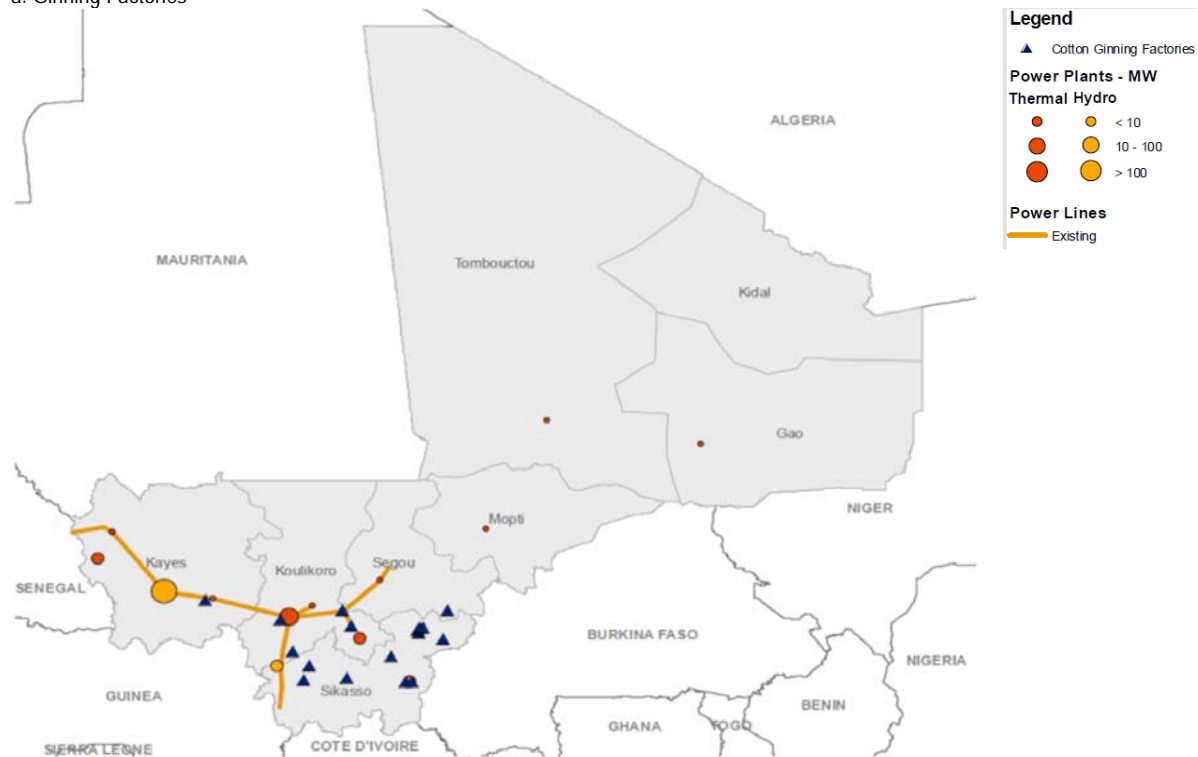 a. Ginning Factories
Legend
Cotton Ginning Factories
Power Plants - MW
Thermal Hydro
< 10
10 - 100
> 100
Power Lines
Existing
ALGERIA
MAURITANIA
Tombouctou
Kidal
Gao
NIGER
Mopti
Kayes
Koulikoro
Segou
SENEGAL
BURKINA FASO
NIGERIA
GUINEA
Sikasso
BENIN
GHANA
TOGO
SIERRA LEONE
COTE D'IVOIRE